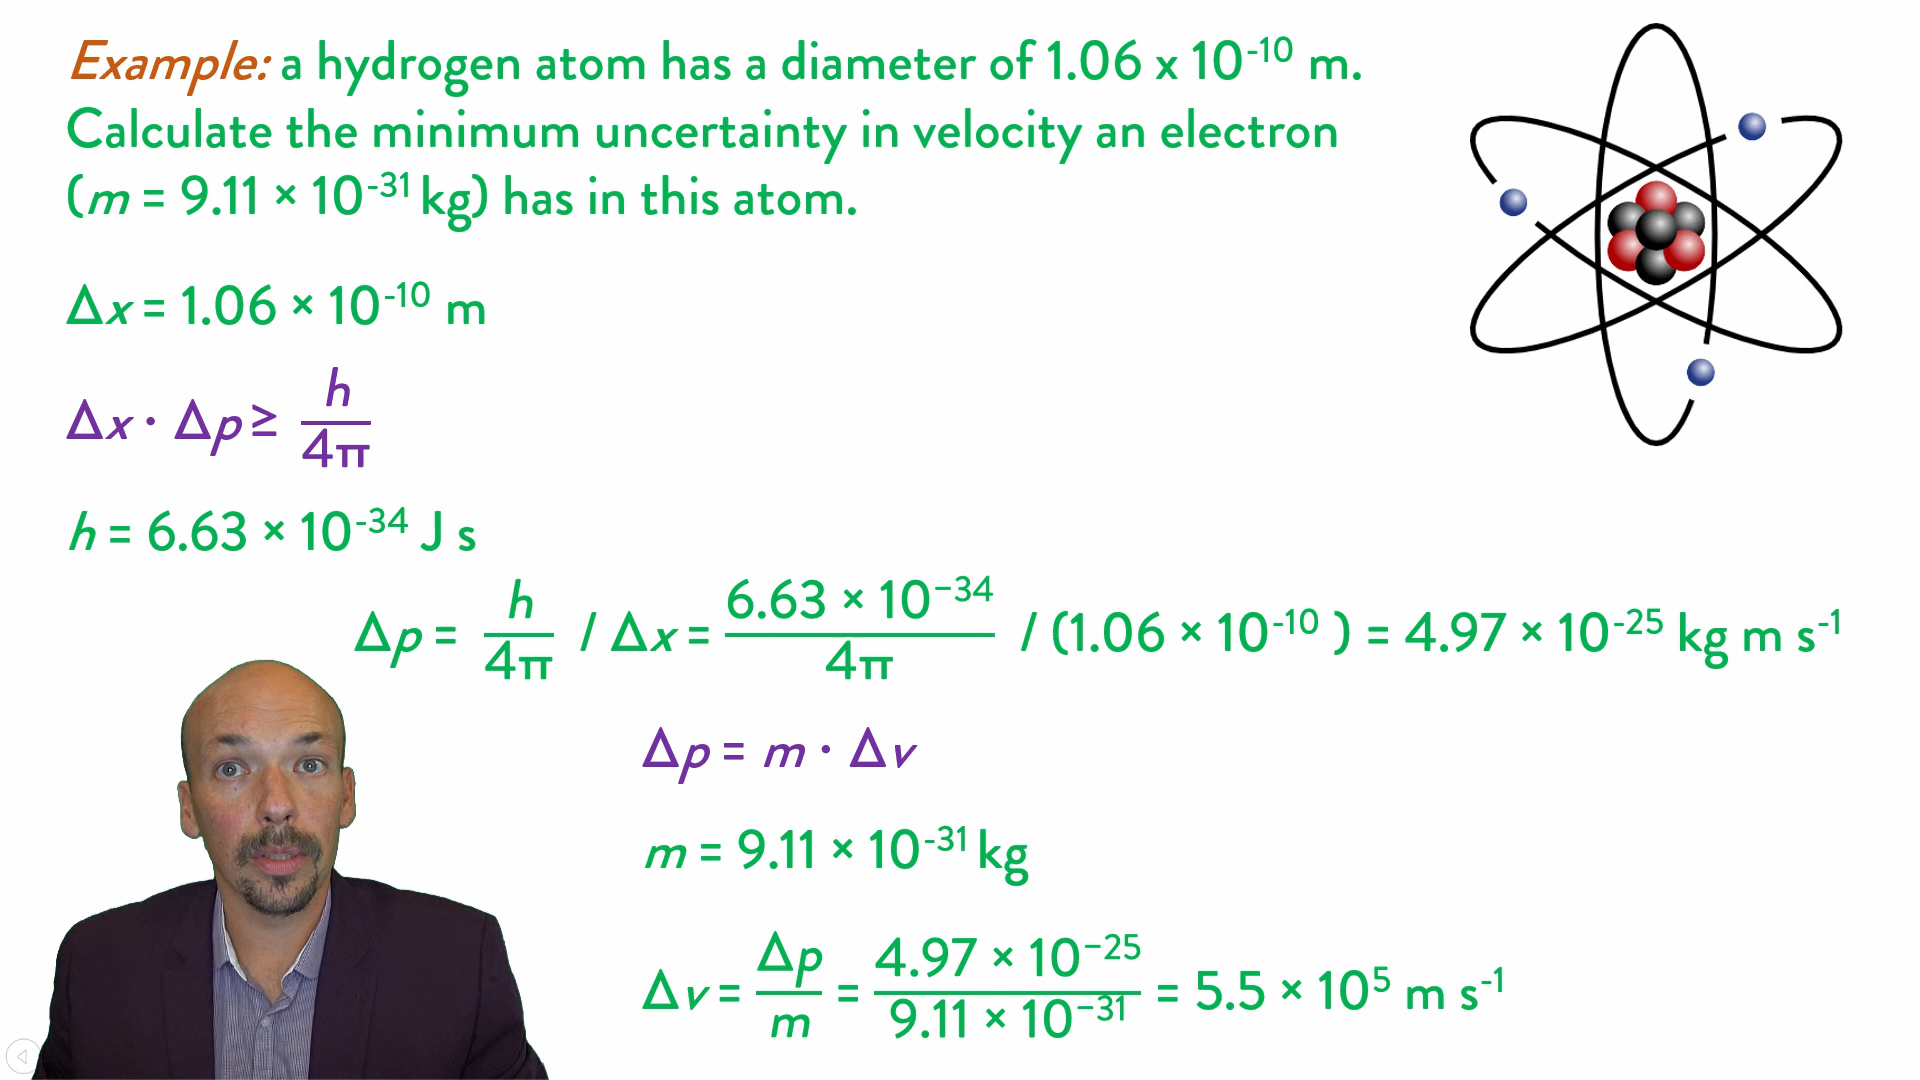 Example: a hydrogen atom has a diameter of 1.06 x 10⁻¹⁰ m.
Calculate the minimum uncertainty in velocity an electron
(m = 9.11 × 10⁻³¹ kg) has in this atom.
Δx = 1.06 × 10⁻¹⁰ m
Δx · Δp ≥ h / 4π
h = 6.63 × 10⁻³⁴ J s
Δp = h / 4π / Δx = 6.63 × 10⁻³⁴ / 4π / (1.06 × 10⁻¹⁰ ) = 4.97 × 10⁻²⁵ kg m s⁻¹
Δp = m · Δv
m = 9.11 × 10⁻³¹ kg
Δv = Δp / m = 4.97 × 10⁻²⁵ / 9.11 × 10⁻³¹ = 5.5 × 10⁵ m s⁻¹